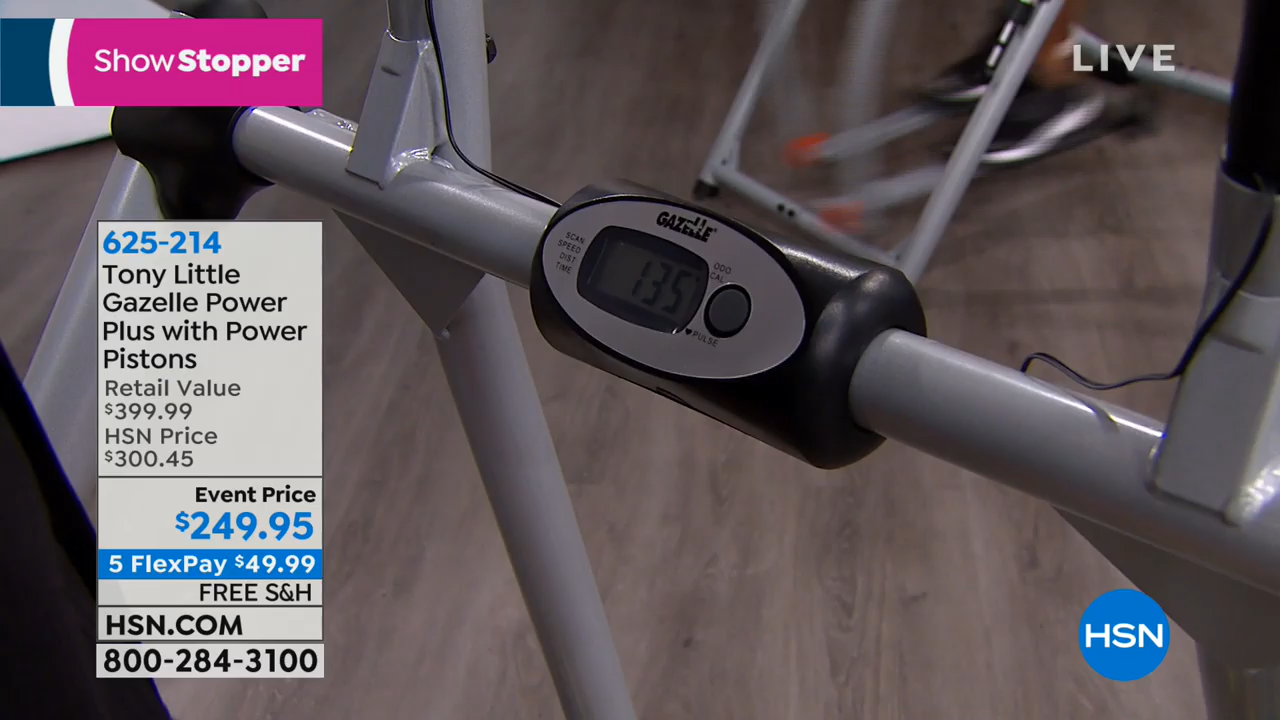 ShowStopper
LIVE
625-214
Tony Little
Gazelle Power
Plus with Power
Pistons
Retail Value
$399.99
HSN Price
$300.45
Event Price
$249.95
5 FlexPay $49.99
FREE S&H
HSN.COM
800-284-3100
GAZELLE
SCAN
SPEED
DIST
TIME
135
ODO
CAL
♥PULSE
HSN